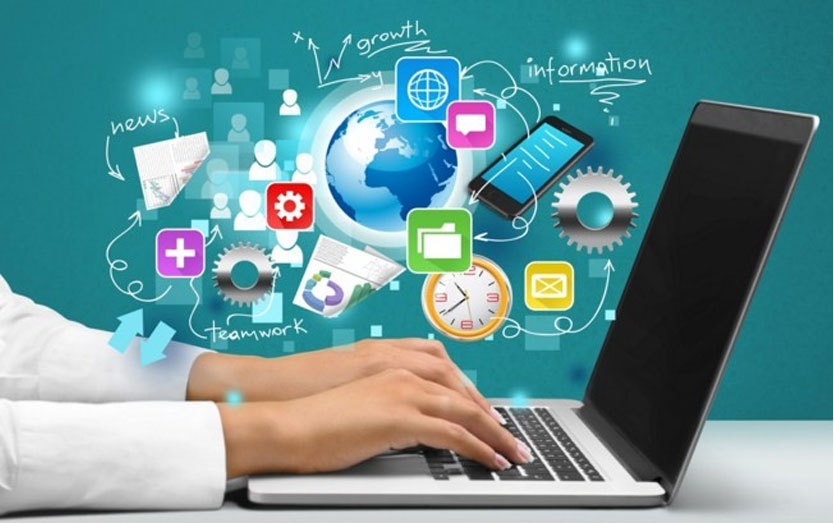 growth
x
y
information
news
teamwork